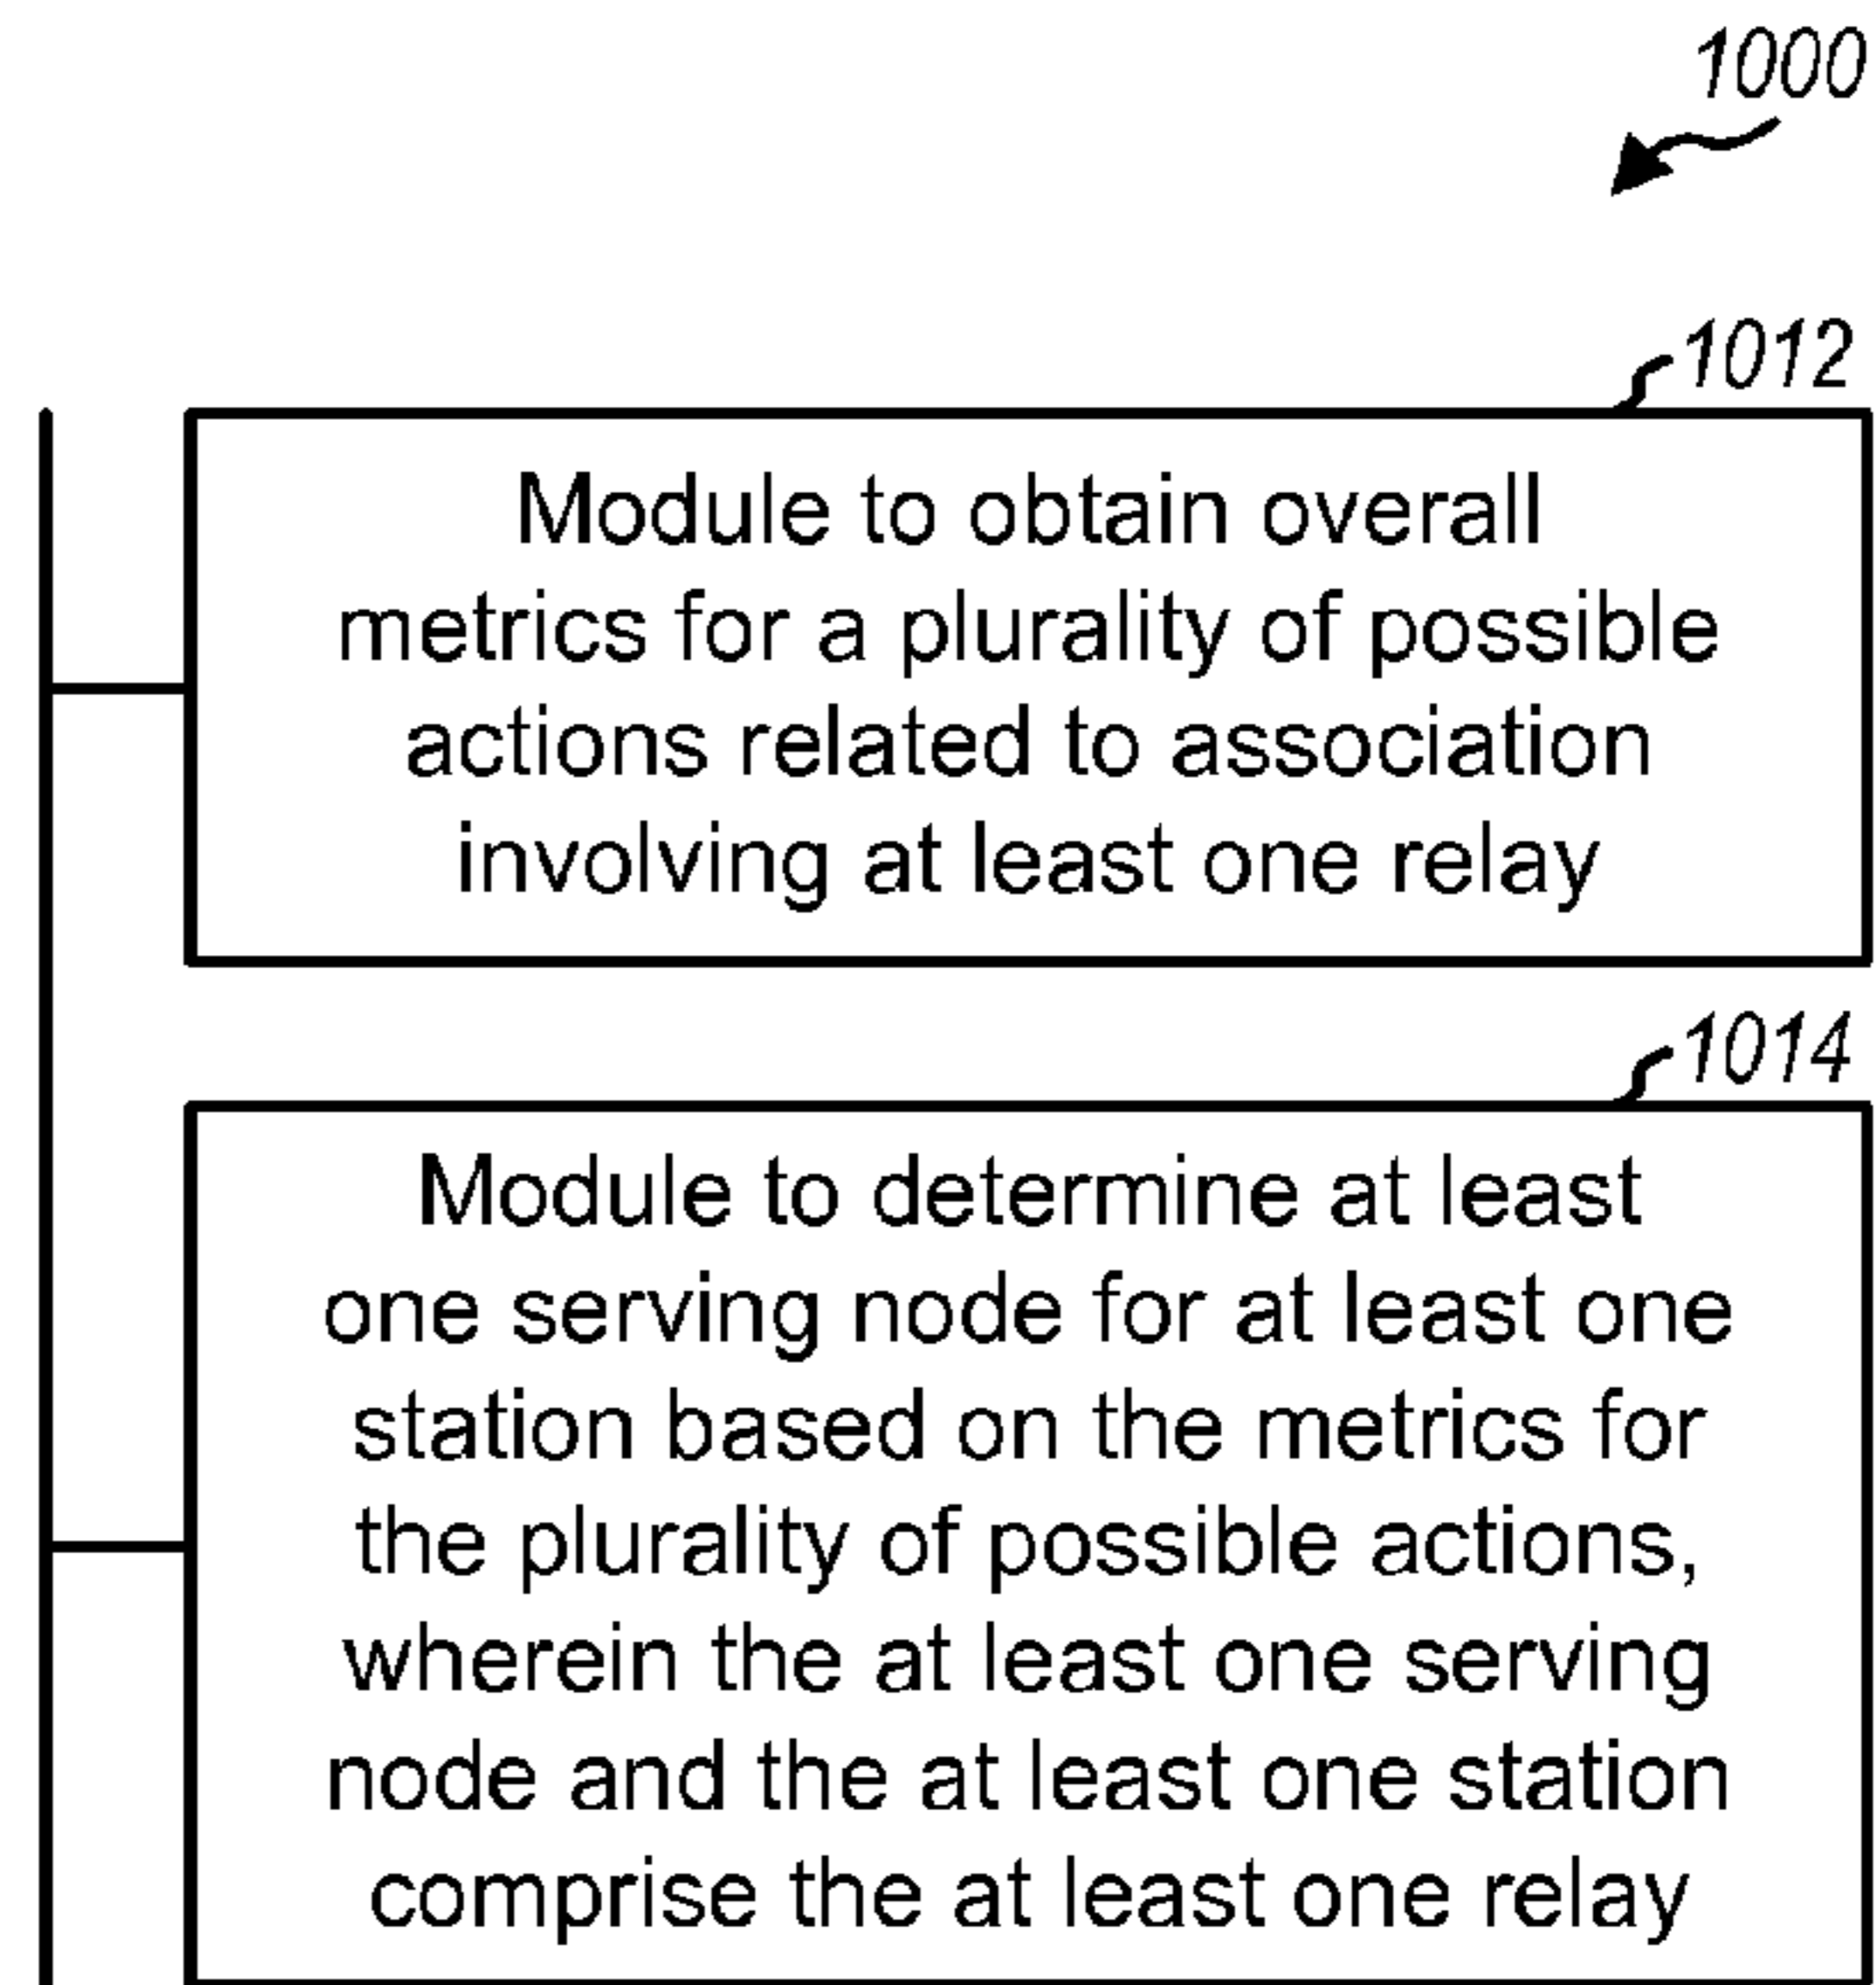 1000
1012
Module to obtain overall
metrics for a plurality of possible
actions related to association
involving at least one relay
1014
Module to determine at least
one serving node for at least one
station based on the metrics for
the plurality of possible actions,
wherein the at least one serving
node and the at least one station
comprise the at least one relay